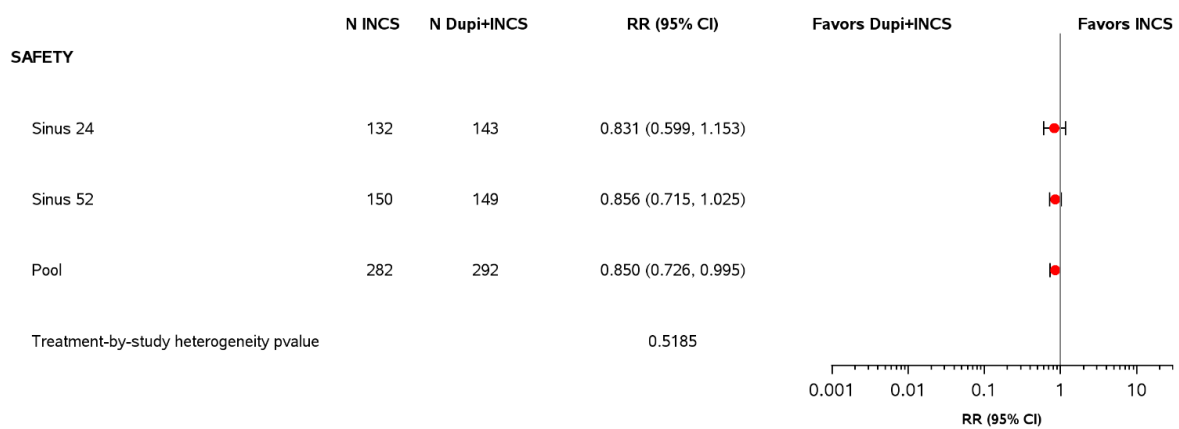 N INCS N Dupi+INCS RR (95% CI) Favors Dupi+INCS Favors INCS
SAFETY
Sinus 24 132 143 0.831 (0.599, 1.153)
Sinus 52 150 149 0.856 (0.715, 1.025)
Pool 282 292 0.850 (0.726, 0.995)
Treatment-by-study heterogeneity pvalue 0.5185
0.001 0.01 0.1 1 10
RR (95% CI)